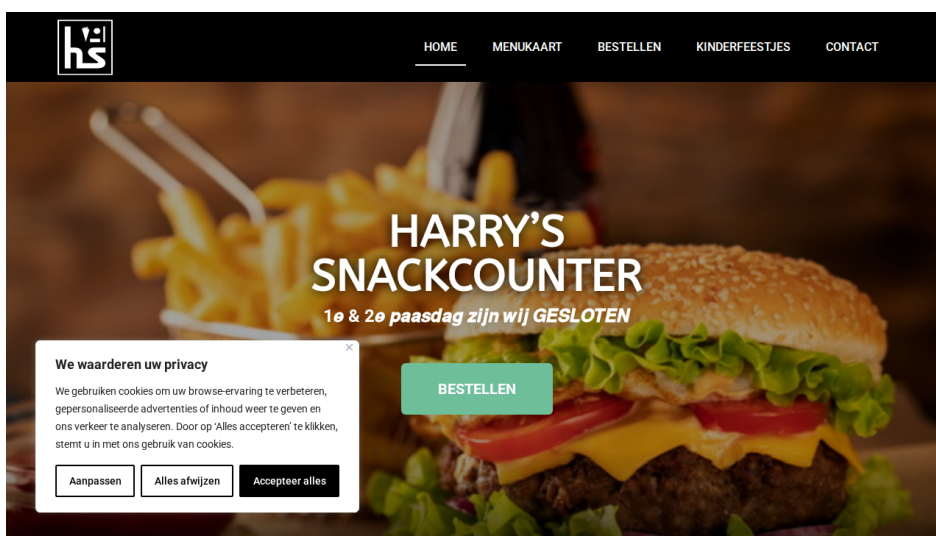 hs
HOME MENUKAART BESTELLEN KINDERFEESTJES CONTACT
HARRY'S
SNACKCOUNTER
1e & 2e paasdag zijn wij GESLOTEN
BESTELLEN
We waarderen uw privacy
We gebruiken cookies om uw browse-ervaring te verbeteren,
gepersonaliseerde advertenties of inhoud weer te geven en
ons verkeer te analyseren. Door op 'Alles accepteren' te klikken,
stemt u in met ons gebruik van cookies.
Aanpassen Alles afwijzen Accepteer alles